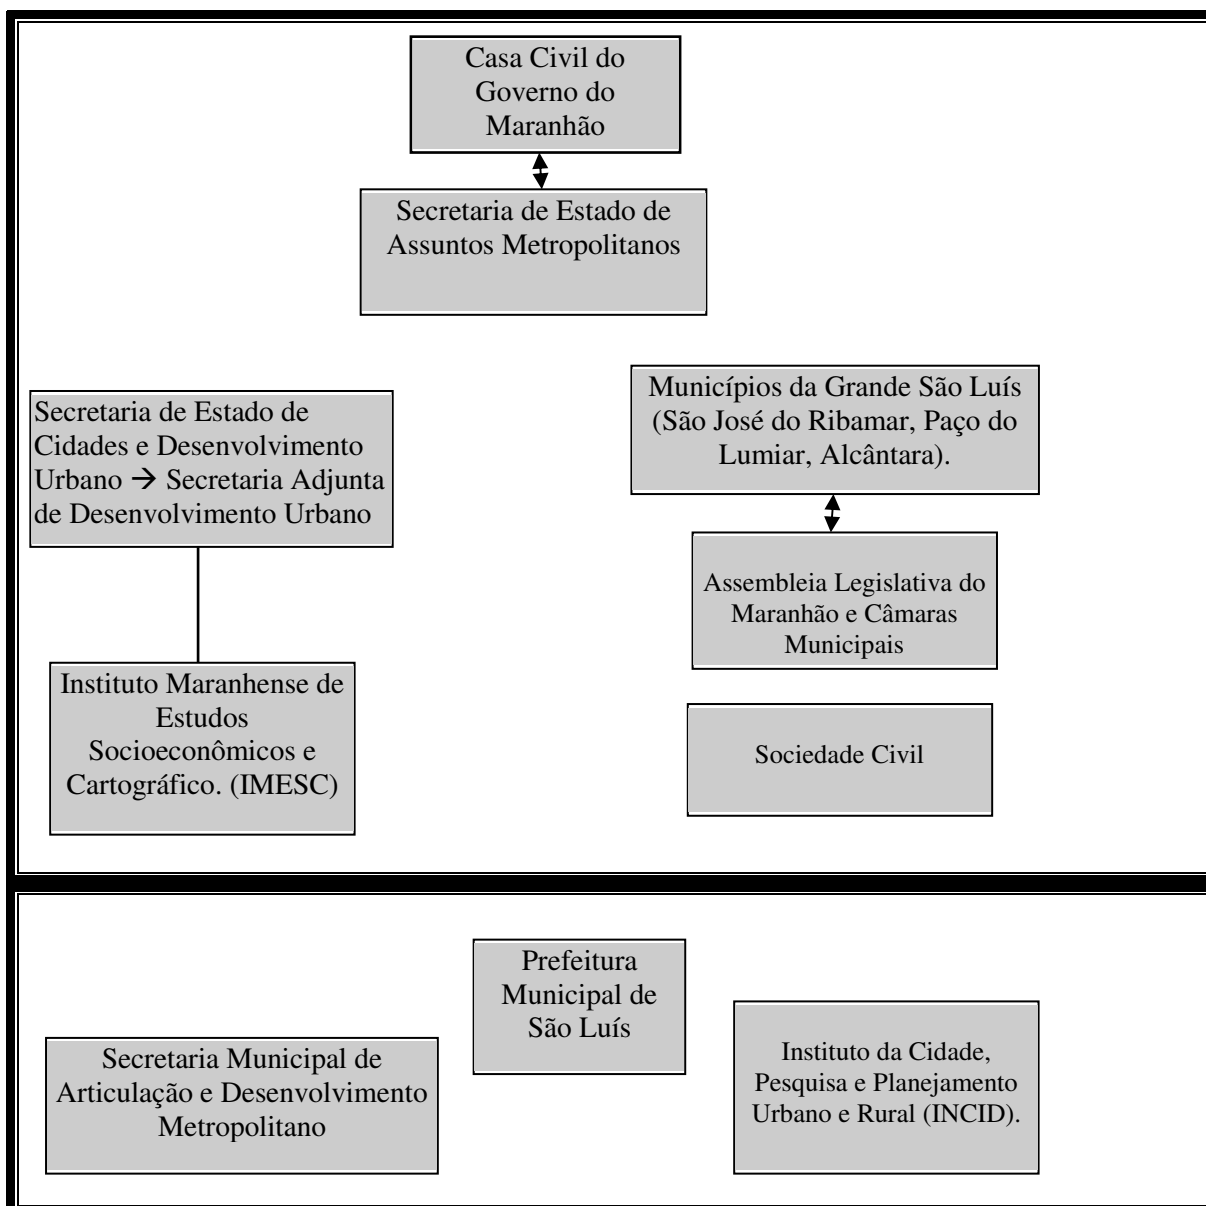 Casa Civil do
Governo do
Maranhão
Secretaria de Estado de
Assuntos Metropolitanos
Secretaria de Estado de
Cidades e Desenvolvimento
Urbano → Secretaria Adjunta
de Desenvolvimento Urbano
Municípios da Grande São Luís
(São José do Ribamar, Paço do
Lumiar, Alcântara).
Assembleia Legislativa do
Maranhão e Câmaras
Municipais
Instituto Maranhense de
Estudos
Socioeconômicos e
Cartográfico. (IMESC)
Sociedade Civil
Prefeitura
Municipal de
São Luís
Secretaria Municipal de
Articulação e Desenvolvimento
Metropolitano
Instituto da Cidade,
Pesquisa e Planejamento
Urbano e Rural (INCID).